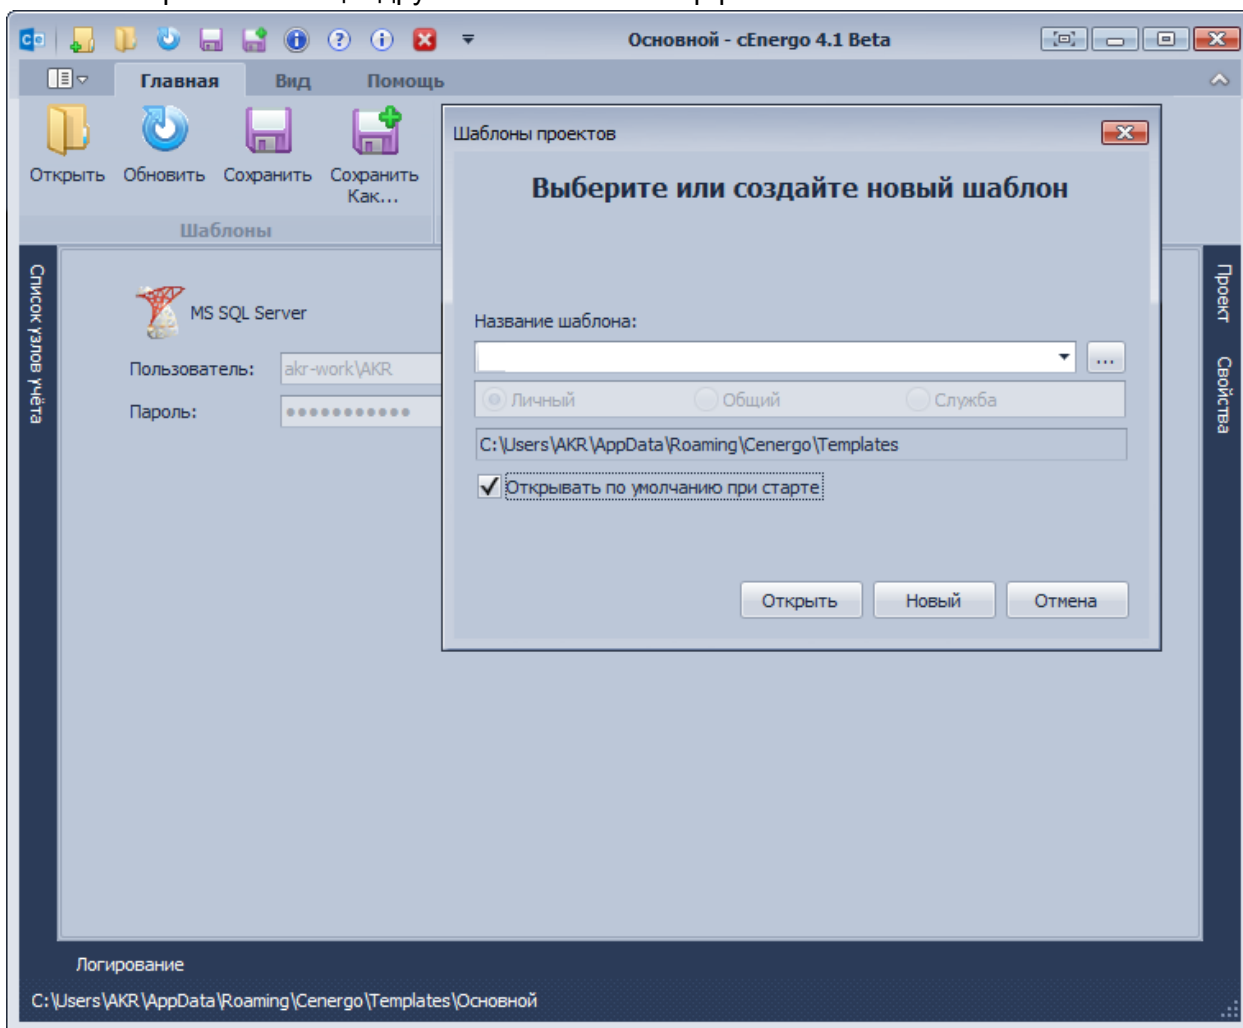 Основной - cEnergo 4.1 Beta
Главная Вид Помощь
Открыть Обновить Сохранить Сохранить Как...
Шаблоны
Шаблоны проектов
Выберите или создайте новый шаблон
Название шаблона:
...
Личный Общий Служба
C:\Users\AKR\AppData\Roaming\Cenergo\Templates
Открывать по умолчанию при старте
Открыть Новый Отмена
Список узлов учёта
MS SQL Server
Пользователь: akr-work\AKR
Пароль: ●●●●●●●●●●●
Проект
Свойства
Логирование
C:\Users\AKR\AppData\Roaming\Cenergo\Templates\Основной